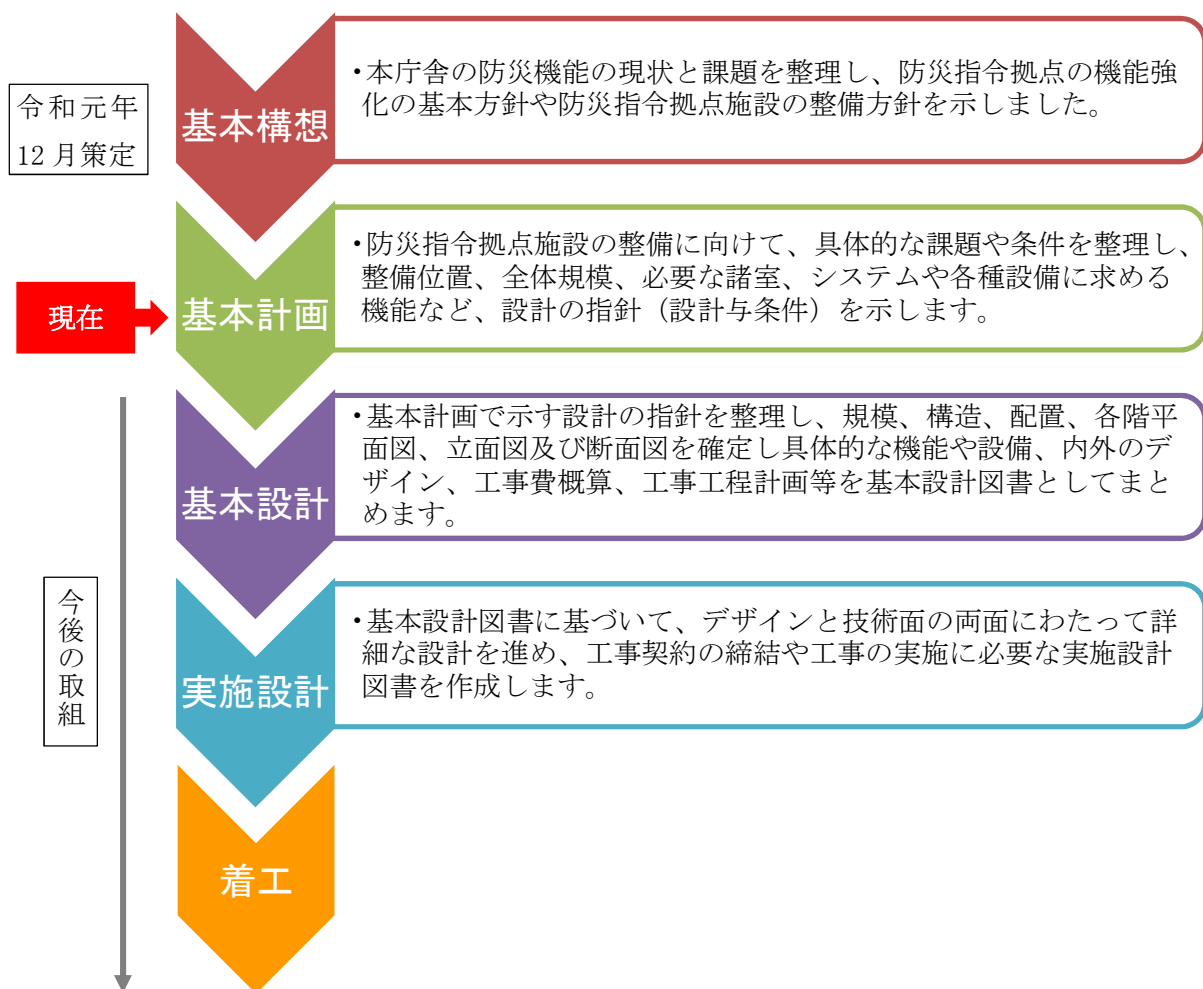 令和元年
12月策定
基本構想
・本庁舎の防災機能の現状と課題を整理し、防災指令拠点の機能強
化の基本方針や防災指令拠点施設の整備方針を示しました。
現在
基本計画
・防災指令拠点施設の整備に向けて、具体的な課題や条件を整理し、
整備位置、全体規模、必要な諸室、システムや各種設備に求める
機能など、設計の指針（設計与条件）を示します。
今後の取組
基本設計
・基本計画で示す設計の指針を整理し、規模、構造、配置、各階平
面図、立面図及び断面図を確定し具体的な機能や設備、内外のデ
ザイン、工事費概算、工事工程計画等を基本設計図書としてまと
めます。
実施設計
・基本設計図書に基づいて、デザインと技術面の両面にわたって詳
細な設計を進め、工事契約の締結や工事の実施に必要な実施設計
図書を作成します。
着工